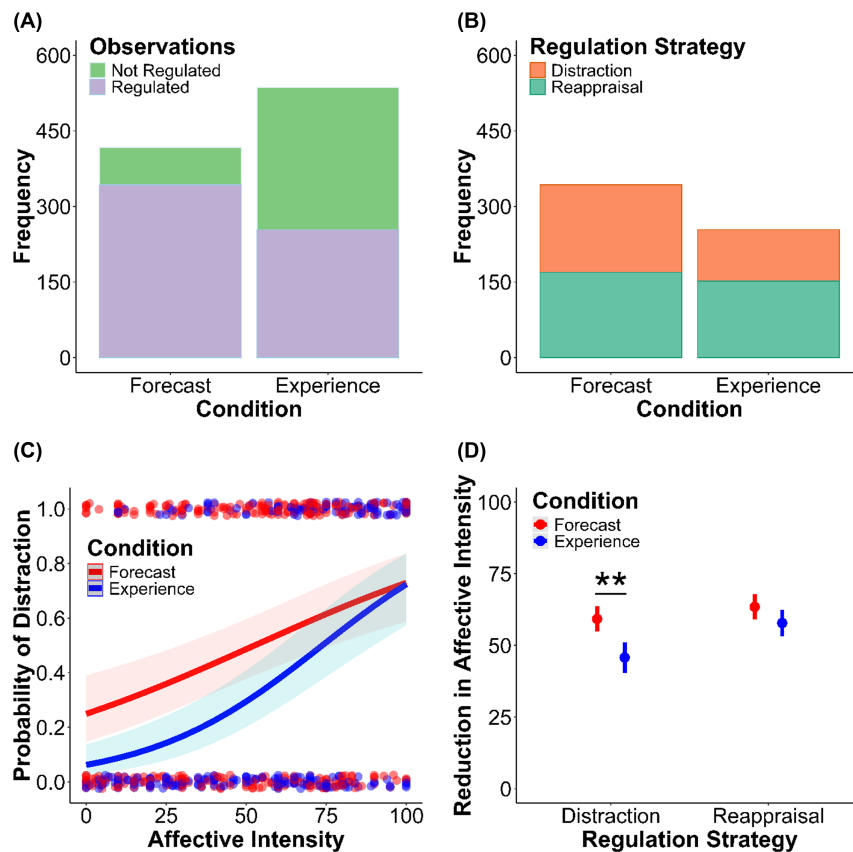 (A)
Observations
Not Regulated
Regulated
600
450
300
150
0
Frequency
Forecast Experience
Condition
(B)
Regulation Strategy
Distraction
Reappraisal
600
450
300
150
0
Frequency
Forecast Experience
Condition
(C)
Condition
Forecast
Experience
1.0
0.8
0.6
0.4
0.2
0.0
Probability of Distraction
0 25 50 75 100
Affective Intensity
(D)
Condition
Forecast
Experience
**
100
75
50
25
0
Reduction in Affective Intensity
Distraction Reappraisal
Regulation Strategy